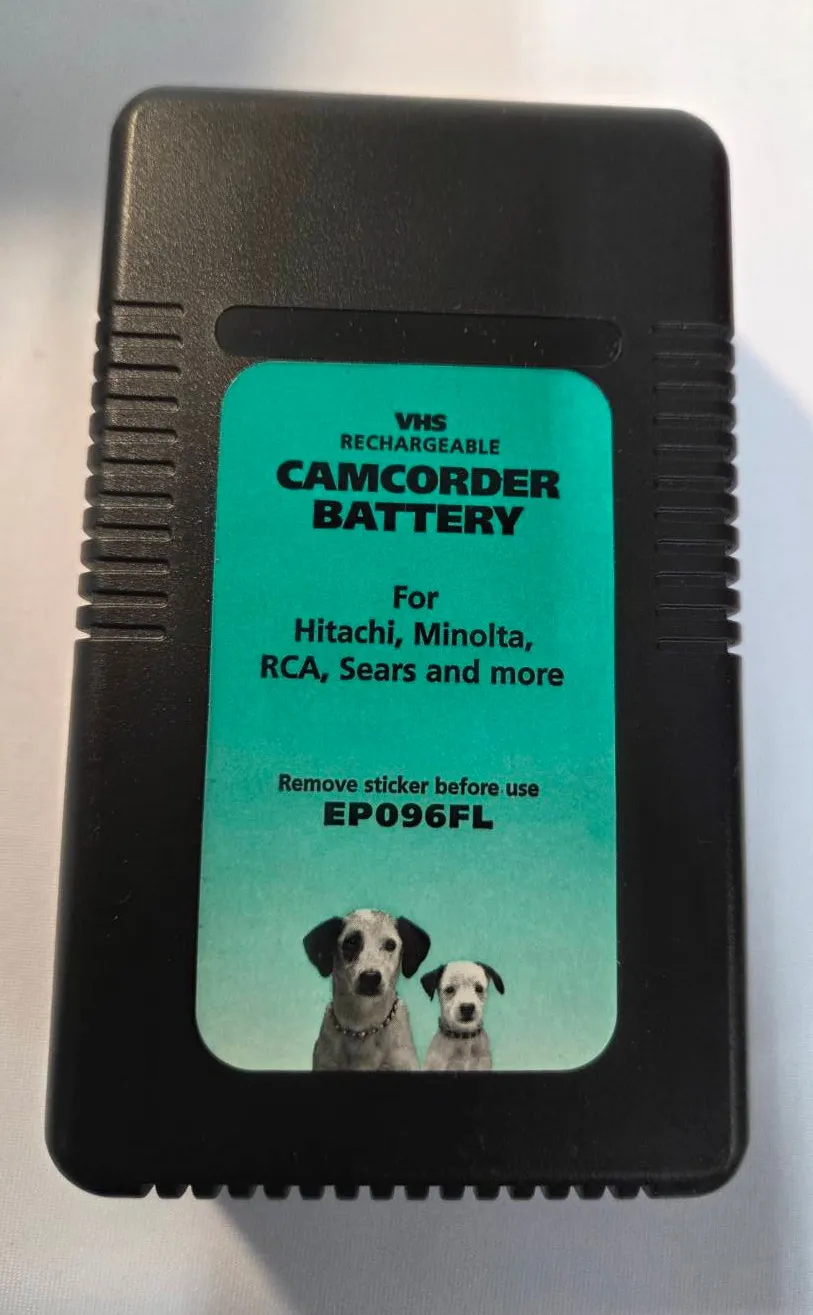 VHS
RECHARGEABLE
CAMCORDER
BATTERY
For
Hitachi, Minolta,
RCA, Sears and more
Remove sticker before use
EP096FL